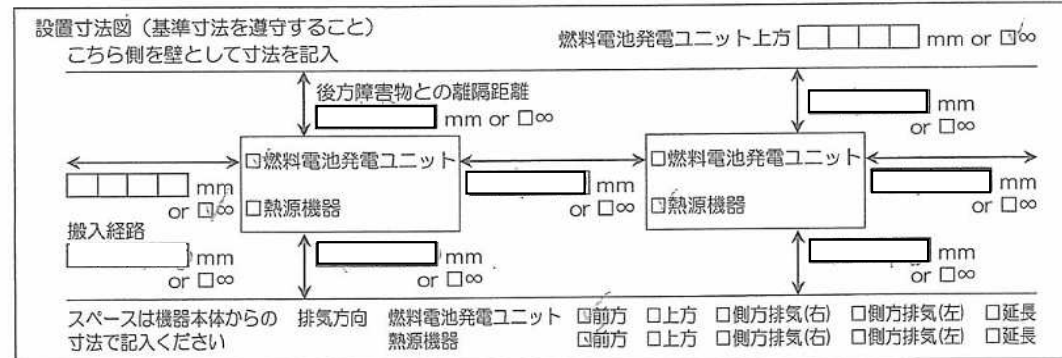 設置寸法図（基準寸法を遵守すること）
こちら側を壁として寸法を記入
燃料電池発電ユニット上方 mm or □∞
後方障害物との離隔距離
mm or □∞
mm
or □∞
□燃料電池発電ユニット
□熱源機器
□燃料電池発電ユニット
□熱源機器
mm
or □∞
mm
or □∞
mm
or □∞
搬入経路
mm
or □∞
mm
or □∞
mm
or □∞
スペースは機器本体からの
寸法で記入ください
排気方向 燃料電池発電ユニット □前方 □上方 □側方排気(右) □側方排気(左) □延長
熱源機器 □前方 □上方 □側方排気(右) □側方排気(左) □延長